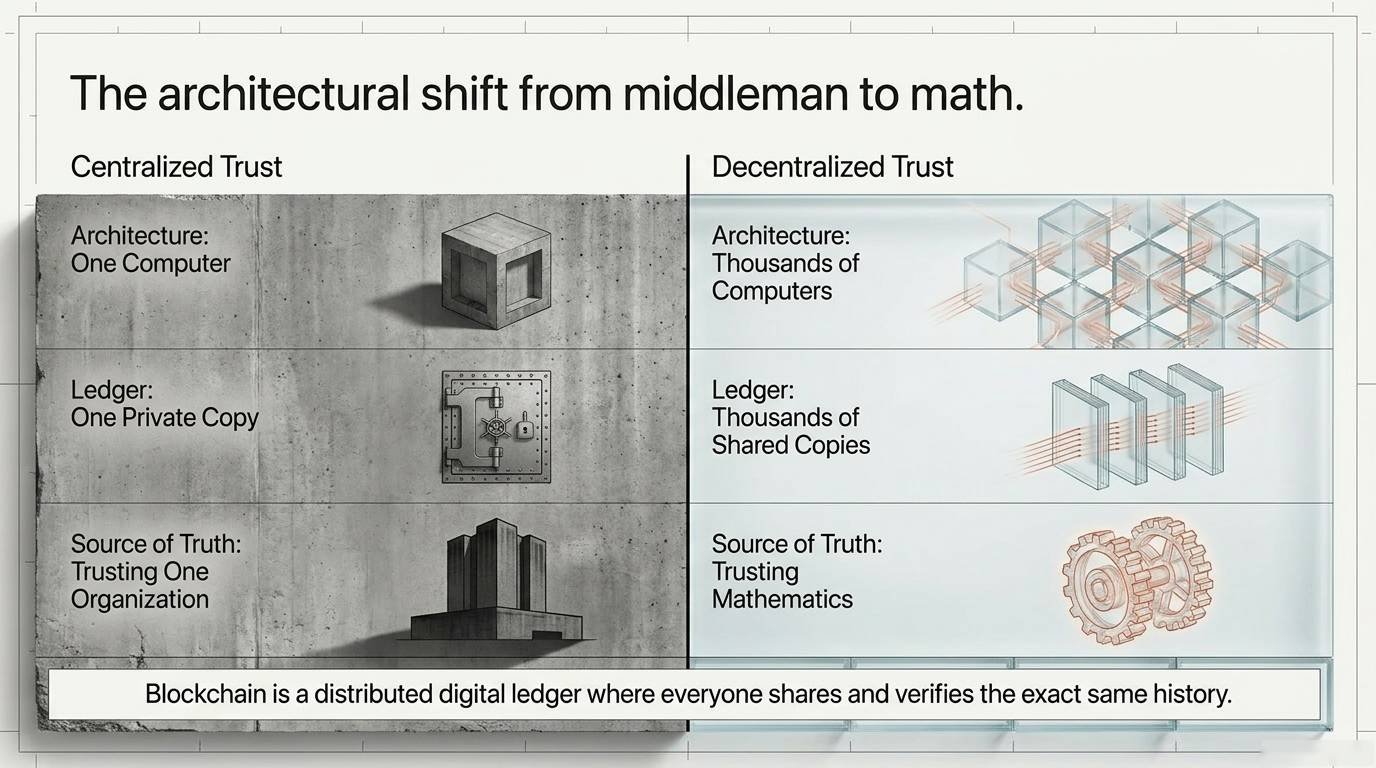 The architectural shift from middleman to math.
Centralized Trust
Architecture:
One Computer
Ledger:
One Private Copy
Source of Truth:
Trusting One
Organization
Decentralized Trust
Architecture:
Thousands of
Computers
Ledger:
Thousands of
Shared Copies
Source of Truth:
Trusting
Mathematics
Blockchain is a distributed digital ledger where everyone shares and verifies the exact same history.